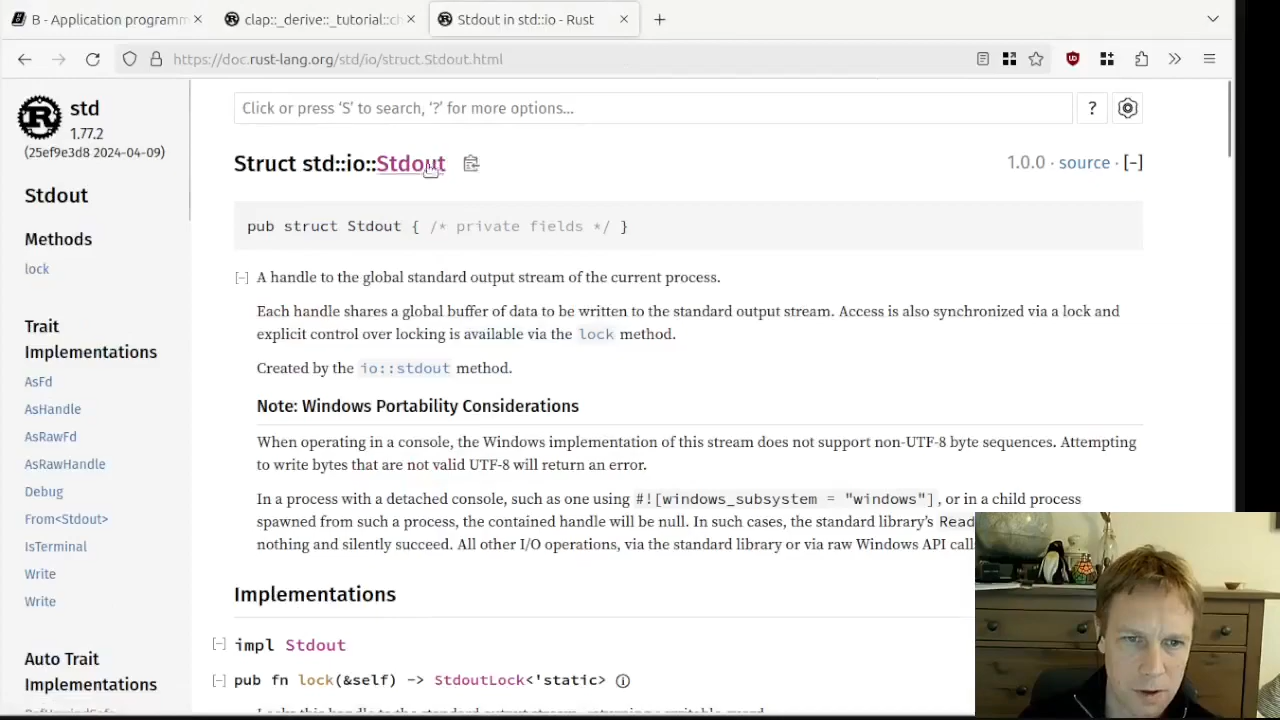 B - Application programm
clap::_derive::_tutorial::ch
Stdout in std::io - Rust
https://doc.rust-lang.org/std/io/struct.Stdout.html
std
1.77.2
(25ef9e3d8 2024-04-09)
Stdout
Methods
lock
Trait
Implementations
AsFd
AsHandle
AsRawFd
AsRawHandle
Debug
From<Stdout>
IsTerminal
Write
Write
Auto Trait
Implementations
Click or press ‘S’ to search, ‘?’ for more options…
?
Struct std::io::Stdout
1.0.0 · source · [-]
pub struct Stdout { /* private fields */ }
[-] A handle to the global standard output stream of the current process.
Each handle shares a global buffer of data to be written to the standard output stream. Access is also synchronized via a lock and
explicit control over locking is available via the lock method.
Created by the io::stdout method.
Note: Windows Portability Considerations
When operating in a console, the Windows implementation of this stream does not support non-UTF-8 byte sequences. Attempting
to write bytes that are not valid UTF-8 will return an error.
In a process with a detached console, such as one using #![windows_subsystem = "windows"], or in a child process
spawned from such a process, the contained handle will be null. In such cases, the standard library’s Read
nothing and silently succeed. All other I/O operations, via the standard library or via raw Windows API calls
Implementations
[-] impl Stdout
[-] pub fn lock(&self) -> StdoutLock<'static> ⓘ